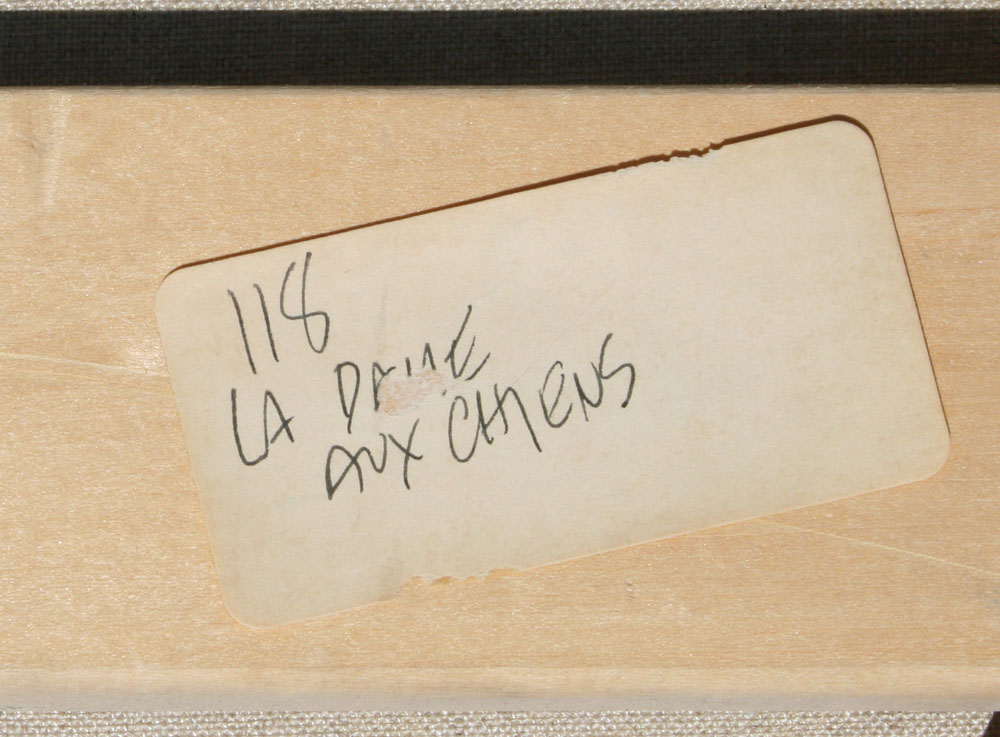 118
LA DAME
AUX CHIENS